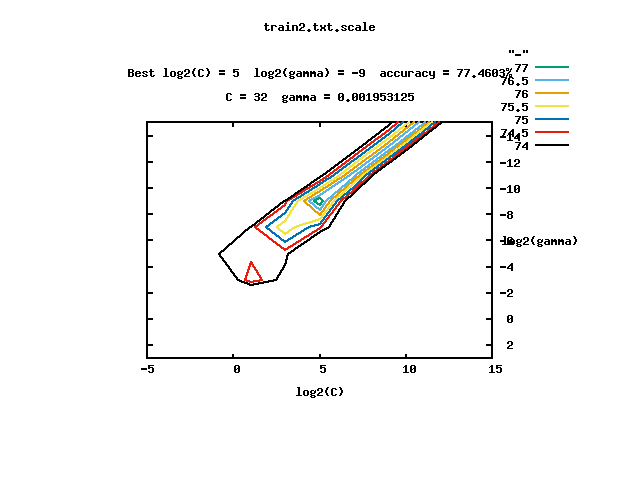 train2.txt.scale
"-"
Best log2(C) = 5  log2(gamma) = -9  accuracy = 77.4603%
77
76.5
76
75.5
75
74.5
74
C = 32  gamma = 0.001953125
-14
-12
-10
-8
-6
-4
-2
0
2
log2(gamma)
-5 0 5 10 15
log2(C)